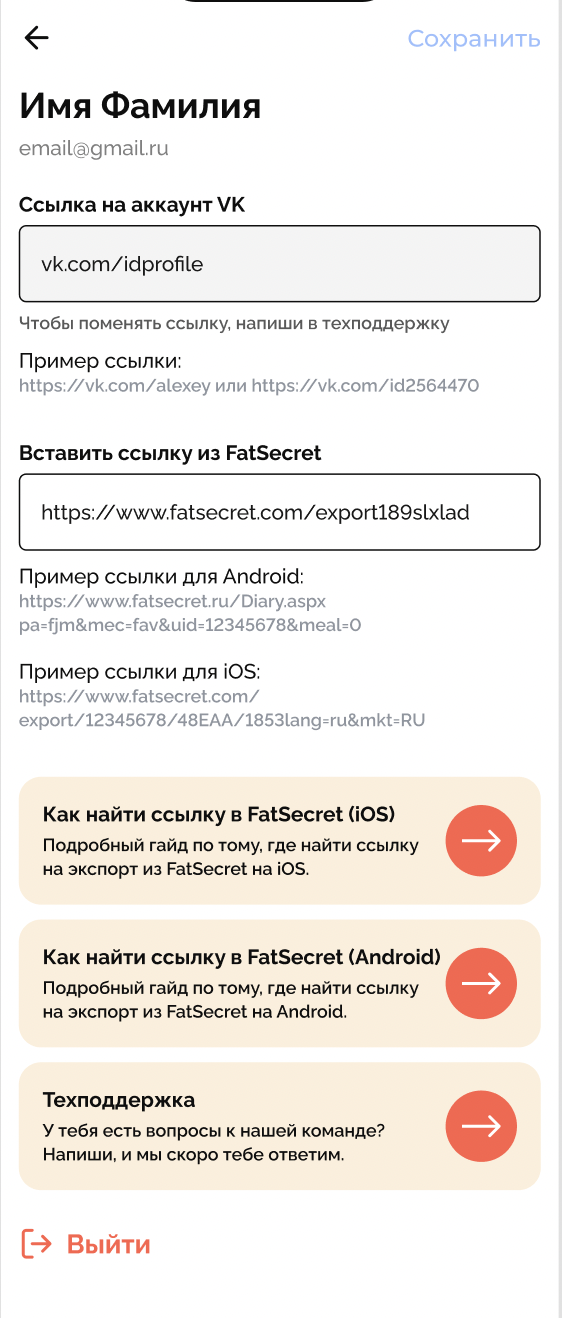 Сохранить
Имя Фамилия
email@gmail.ru
Ссылка на аккаунт VK
vk.com/idprofile
Чтобы поменять ссылку, напиши в техподдержку
Пример ссылки:
https://vk.com/alexey или https://vk.com/id2564470
Вставить ссылку из FatSecret
https://www.fatsecret.com/export189slxlad
Пример ссылки для Android:
https://www.fatsecret.ru/Diary.aspx
pa=fjm&mec=fav&uid=12345678&meal=0
Пример ссылки для iOS:
https://www.fatsecret.com/
export/12345678/48EAA/1853lang=ru&mkt=RU
Как найти ссылку в FatSecret (iOS)
Подробный гайд по тому, где найти ссылку
на экспорт из FatSecret на iOS.
Как найти ссылку в FatSecret (Android)
Подробный гайд по тому, где найти ссылку
на экспорт из FatSecret на Android.
Техподдержка
У тебя есть вопросы к нашей команде?
Напиши, и мы скоро тебе ответим.
Выйти